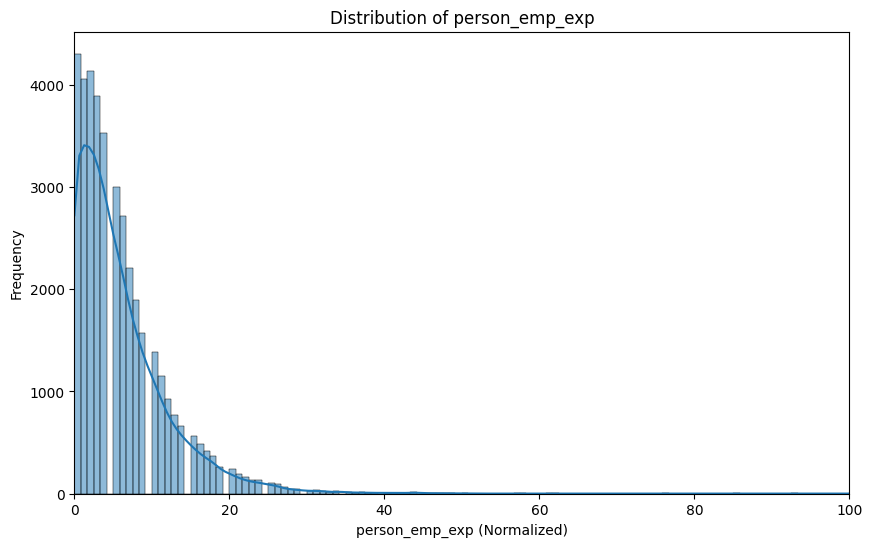 Distribution of person_emp_exp
Frequency
4000
3000
2000
1000
0
0 20 40 60 80 100
person_emp_exp (Normalized)